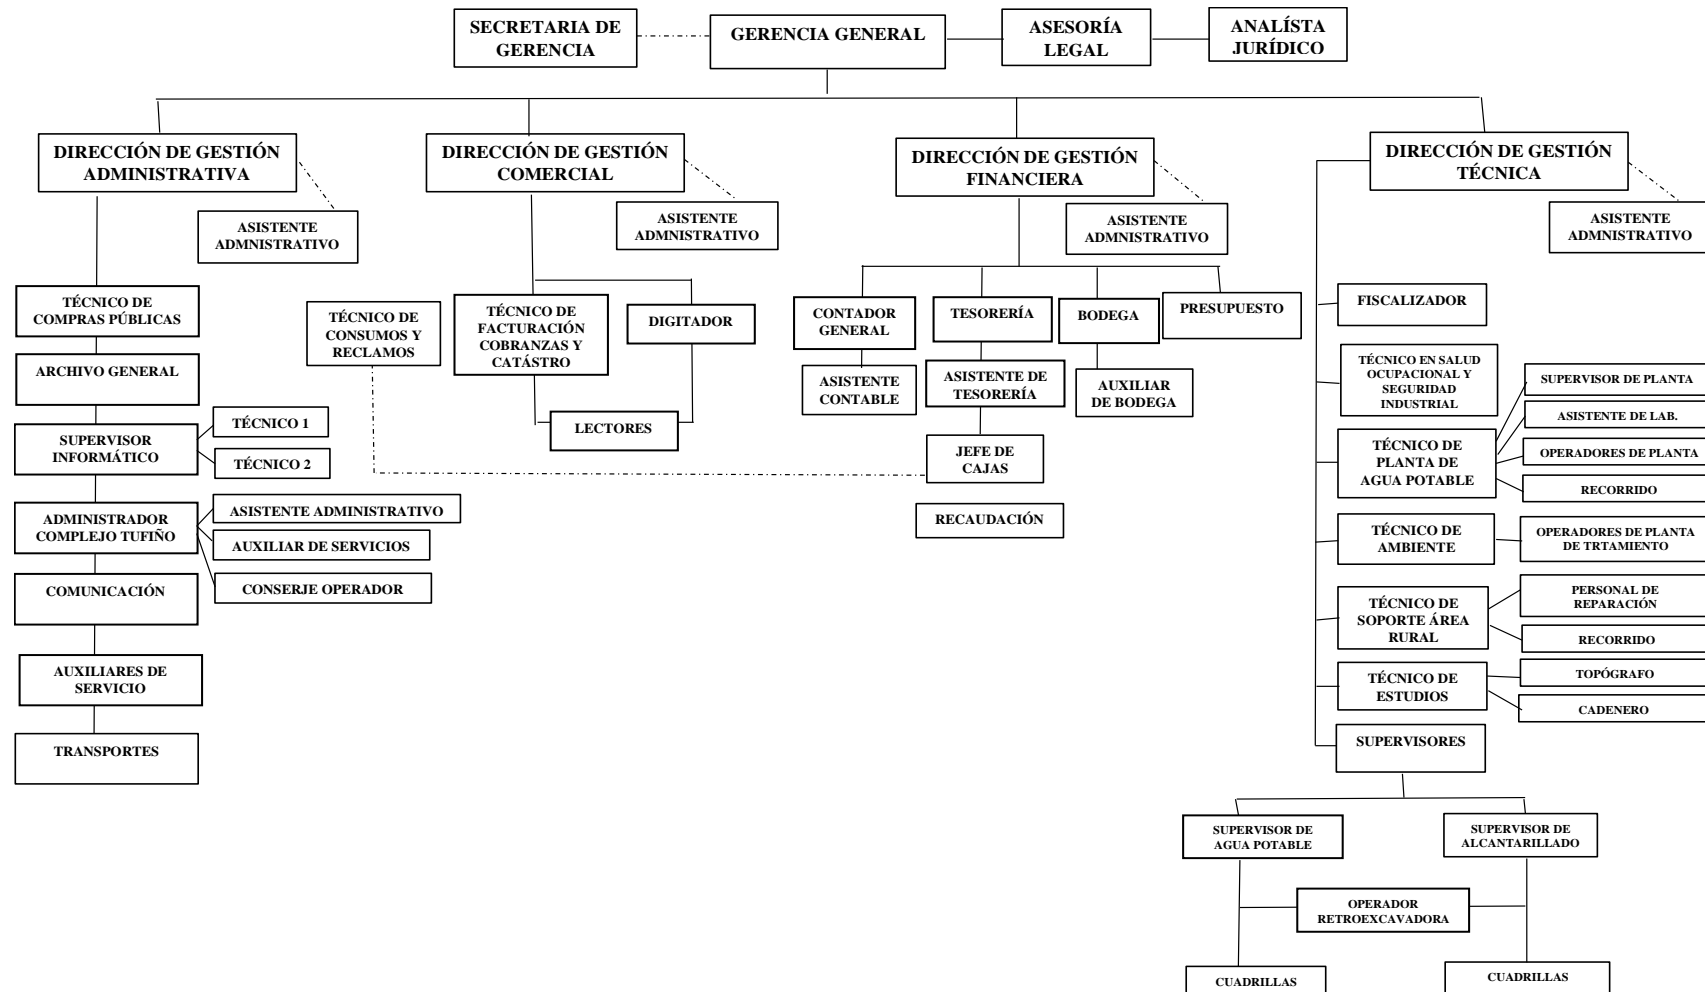 SECRETARIA DE
GERENCIA
GERENCIA GENERAL
ASESORÍA
LEGAL
ANALÍSTA
JURÍDICO
DIRECCIÓN DE GESTIÓN
ADMINISTRATIVA
ASISTENTE
ADMNISTRATIVO
TÉCNICO DE
COMPRAS PÚBLICAS
ARCHIVO GENERAL
SUPERVISOR
INFORMÁTICO
TÉCNICO 1
TÉCNICO 2
ADMINISTRADOR
COMPLEJO TUFIÑO
ASISTENTE ADMINISTRATIVO
AUXILIAR DE SERVICIOS
CONSERJE OPERADOR
COMUNICACIÓN
AUXILIARES DE
SERVICIO
TRANSPORTES
DIRECCIÓN DE GESTIÓN
COMERCIAL
ASISTENTE
ADMNISTRATIVO
TÉCNICO DE
CONSUMOS Y
RECLAMOS
TÉCNICO DE
FACTURACIÓN
COBRANZAS Y
CATÁSTRO
DIGITADOR
LECTORES
DIRECCIÓN DE GESTIÓN
FINANCIERA
ASISTENTE
ADMNISTRATIVO
CONTADOR
GENERAL
TESORERÍA
BODEGA
PRESUPUESTO
ASISTENTE
CONTABLE
ASISTENTE DE
TESORERÍA
AUXILIAR
DE BODEGA
JEFE DE
CAJAS
RECAUDACIÓN
DIRECCIÓN DE GESTIÓN
TÉCNICA
ASISTENTE
ADMNISTRATIVO
FISCALIZADOR
TÉCNICO EN SALUD
OCUPACIONAL Y
SEGURIDAD
INDUSTRIAL
TÉCNICO DE
PLANTA DE
AGUA POTABLE
SUPERVISOR DE PLANTA
ASISTENTE DE LAB.
OPERADORES DE PLANTA
RECORRIDO
TÉCNICO DE
AMBIENTE
OPERADORES DE PLANTA
DE TRTAMIENTO
TÉCNICO DE
SOPORTE ÁREA
RURAL
PERSONAL DE
REPARACIÓN
RECORRIDO
TÉCNICO DE
ESTUDIOS
TOPÓGRAFO
CADENERO
SUPERVISORES
SUPERVISOR DE
AGUA POTABLE
SUPERVISOR DE
ALCANTARILLADO
OPERADOR
RETROEXCAVADORA
CUADRILLAS
CUADRILLAS